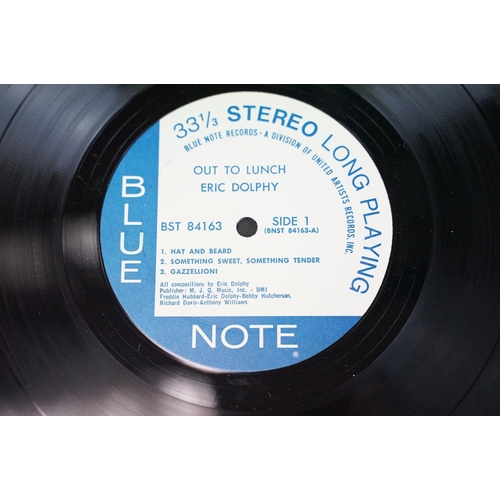 33⅓ STEREO LONG PLAYING
BLUE NOTE RECORDS • A DIVISION OF UNITED ARTISTS RECORDS, INC.
OUT TO LUNCH
ERIC DOLPHY
BST 84163
SIDE 1
(BNST 84163-A)
1. HAT AND BEARD
2. SOMETHING SWEET, SOMETHING TENDER
3. GAZZELLIONI
All compositions by Eric Dolphy
Publisher: M. J. Q. Music, Inc. - BMI
Freddie Hubbard-Eric Dolphy-Bobby Hutcherson,
Richard Davis-Anthony Williams
BLUE
NOTE®